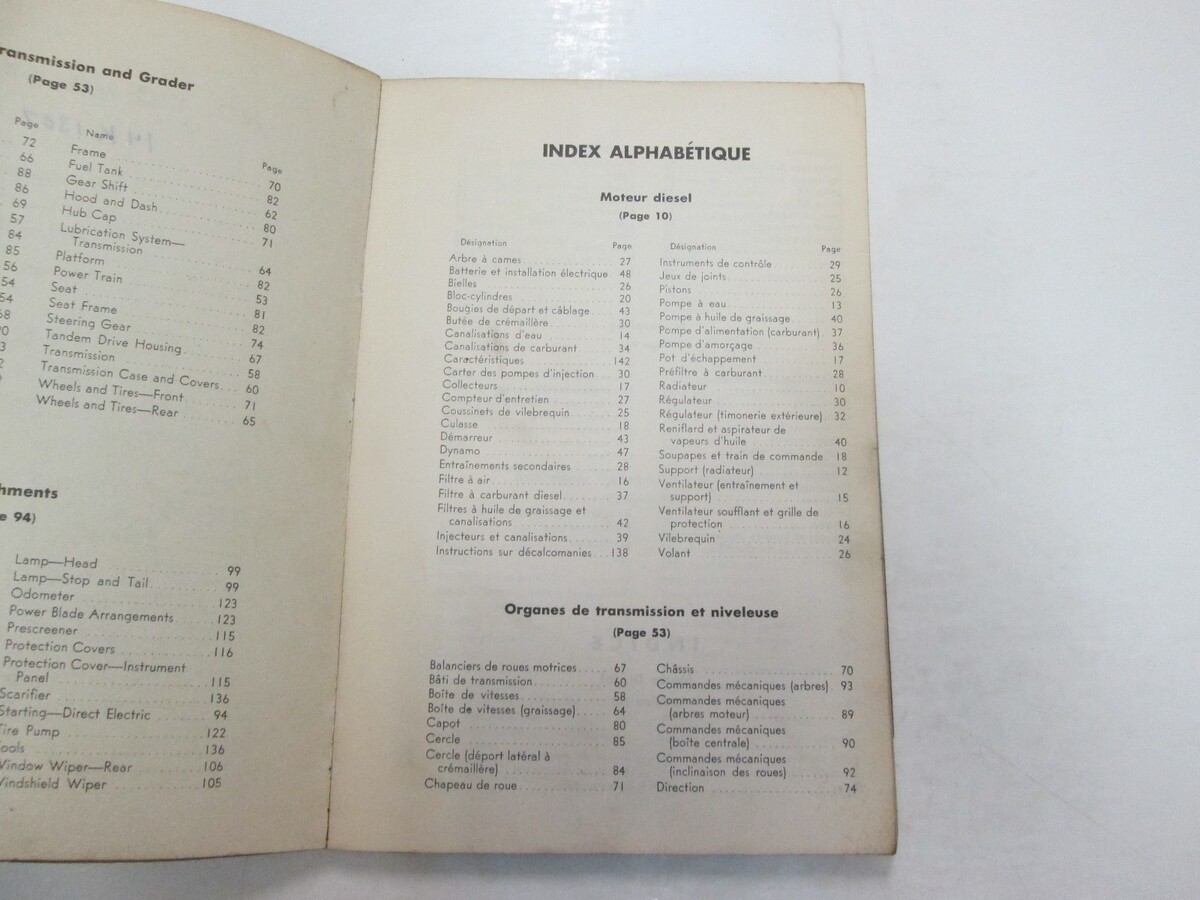 Transmission and Grader
(Page 53)
Page
72
66
88
86
69
57
84
85
56
54
Name Page
Frame 70
Fuel Tank 82
Gear Shift 62
Hood and Dash 80
Hub Cap 71
Lubrication System—
Transmission 64
Platform 82
Power Train 53
Seat 81
Seat Frame 82
Steering Gear 74
Tandem Drive Housing 67
Transmission 58
Transmission Case and Covers 60
Wheels and Tires—Front 71
Wheels and Tires—Rear 65
hments
e 94)
Lamp—Head 99
Lamp—Stop and Tail 99
Odometer 123
Power Blade Arrangements 123
Prescreener 115
Protection Covers 116
Protection Cover—Instrument
Panel 115
Scarifier 136
Starting—Direct Electric 94
Tire Pump 122
Tools 136
Window Wiper—Rear 106
Windshield Wiper 105
INDEX ALPHABÉTIQUE
Moteur diesel
(Page 10)
Désignation Page
Arbre à cames 27
Batterie et installation électrique 48
Bielles 26
Bloc-cylindres 20
Bougies de départ et câblage 43
Butée de crémaillère 30
Canalisations d'eau 14
Canalisations de carburant 34
Caractéristiques 142
Carter des pompes d'injection 30
Collecteurs 17
Compteur d'entretien 27
Coussinets de vilebrequin 25
Culasse 18
Démarreur 43
Dynamo 47
Entraînements secondaires 28
Filtre à air 16
Filtre à carburant diesel 37
Filtres à huile de graissage et
canalisations 42
Injecteurs et canalisations 39
Instructions sur décalcomanies 138
Désignation Page
Instruments de contrôle 29
Jeux de joints 25
Pistons 26
Pompe à eau 13
Pompe à huile de graissage 40
Pompe d'alimentation (carburant) 37
Pompe d'amorçage 36
Pot d'échappement 17
Préfiltre à carburant 28
Radiateur 10
Régulateur 30
Régulateur (timonerie extérieure) 32
Reniflard et aspirateur de
vapeurs d'huile 40
Soupapes et train de commande 18
Support (radiateur) 12
Ventilateur (entraînement et
support) 15
Ventilateur soufflant et grille de
protection 16
Vilebrequin 24
Volant 26
Organes de transmission et niveleuse
(Page 53)
Balanciers de roues motrices 67
Bâti de transmission 60
Boîte de vitesses 58
Boîte de vitesses (graissage) 64
Capot 80
Cercle 85
Cercle (déport latéral à
crémaillère) 84
Chapeau de roue 71
Châssis 70
Commandes mécaniques (arbres) 93
Commandes mécaniques
(arbres moteur) 89
Commandes mécaniques
(boîte centrale) 90
Commandes mécaniques
(inclinaison des roues) 92
Direction 74